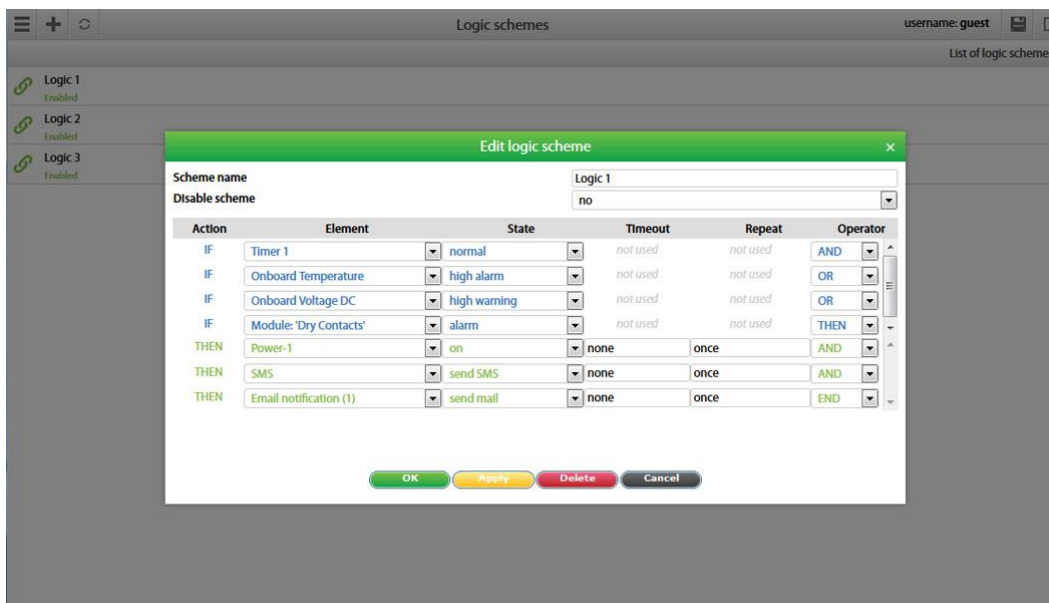 Logic schemes username: guest
List of logic scheme
Logic 1
Enabled
Logic 2
Enabled
Logic 3
Enabled
Edit logic scheme ×
Scheme name Logic 1
DIsable scheme no
Action Element State TImeout Repeat Operator
IF Timer 1 normal not used not used AND
IF Onboard Temperature high alarm not used not used OR
IF Onboard Voltage DC high warning not used not used OR
IF Module: 'Dry Contacts' alarm not used not used THEN
THEN Power-1 on none once AND
THEN SMS send SMS none once AND
THEN Email notification (1) send mail none once END
OK Apply Delete Cancel